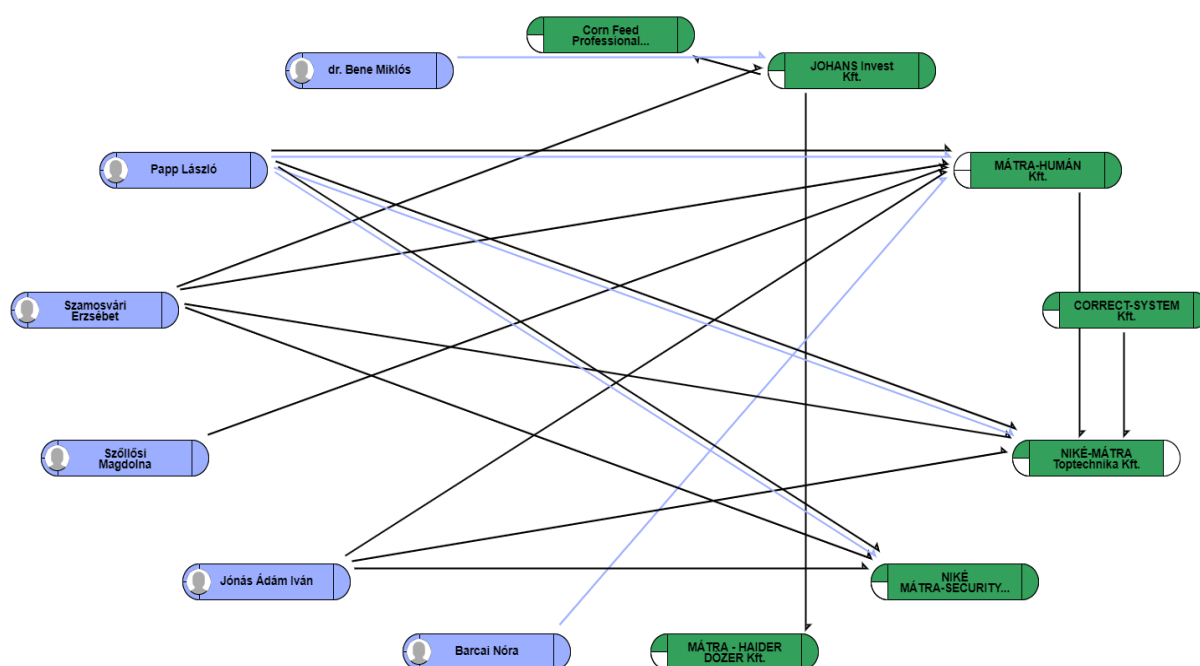 Corn Feed
Professional...
dr. Bene Miklós
JOHANS Invest
Kft.
Papp László
MÁTRA-HUMÁN
Kft.
Szamosvári
Erzsébet
CORRECT-SYSTEM
Kft.
Szőllősi
Magdolna
NIKÉ-MÁTRA
Toptechnika Kft.
Jónás Ádám Iván
NIKÉ
MÁTRA-SECURITY...
Barcai Nóra
MÁTRA - HAIDER
DÓZER Kft.